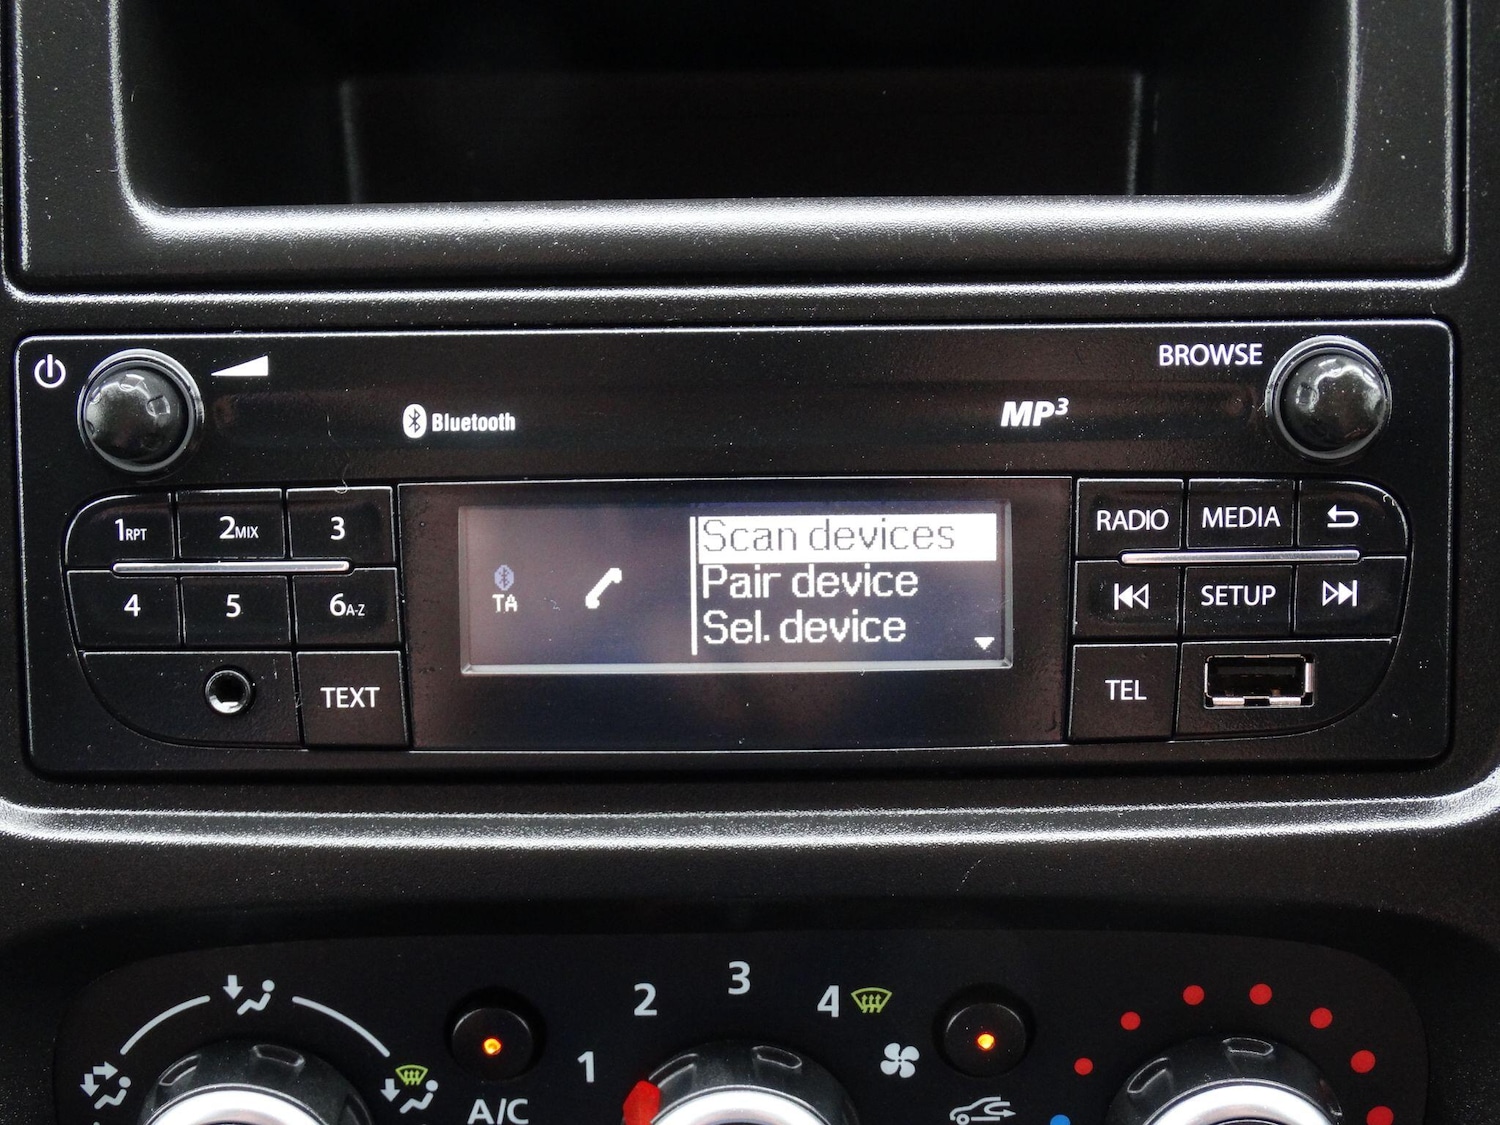 BROWSE
Bluetooth
MP3
1RPT 2MIX 3
RADIO MEDIA
Scan devices
Pair device
Sel. device
TA
4 5 6A-Z
SETUP
TEXT
TEL
1 2 3 4
A/C